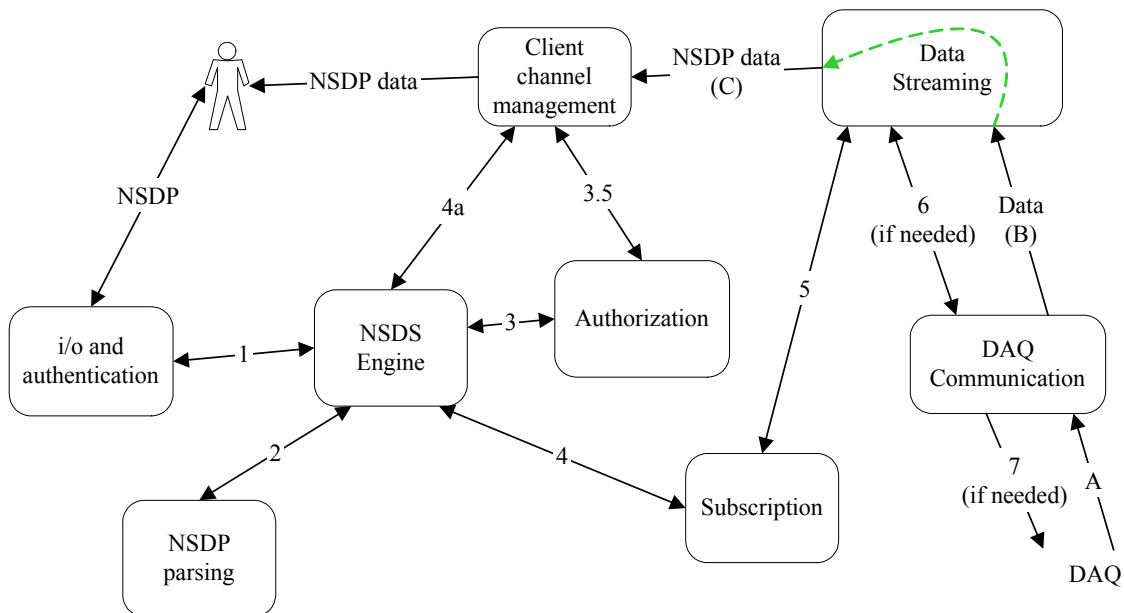 Client
channel
management
NSDP data
NSDP data
(C)
Data
Streaming
NSDP
4a
3.5
6
(if needed)
Data
(B)
5
i/o and
authentication
1
NSDS
Engine
3
Authorization
DAQ
Communication
2
4
Subscription
7
(if needed)
A
NSDP
parsing
DAQ